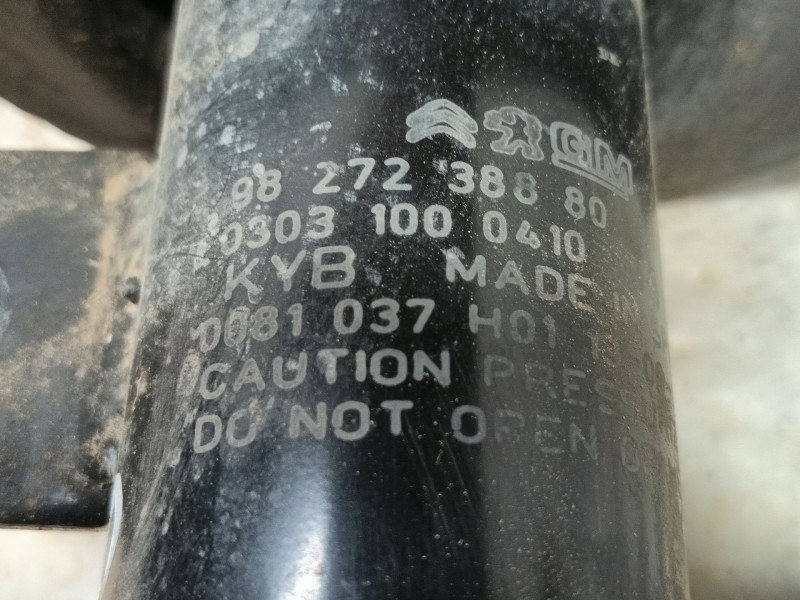 GM
98 272 388 80
0303 100 0410
KYB MADE IN
0081 037 H01
CAUTION PRES
DO NOT OPEN